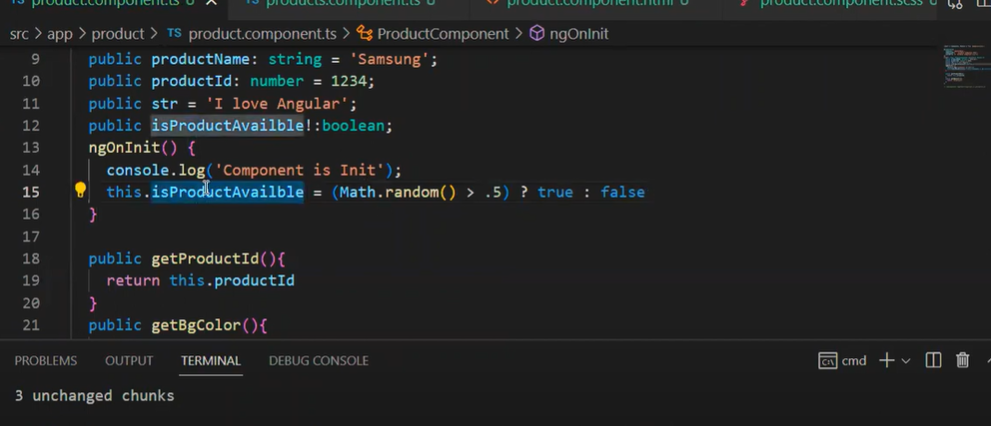 product.component.ts U products.component.ts U product.component.html U product.component.scss U
src > app > product > TS product.component.ts > ProductComponent > ngOnInit
9 public productName: string = 'Samsung';
10 public productId: number = 1234;
11 public str = 'I love Angular';
12 public isProductAvailble!:boolean;
13 ngOnInit() {
14 console.log('Component is Init');
15 this.isProductAvailble = (Math.random() > .5) ? true : false
16 }
17
18 public getProductId(){
19 return this.productId
20 }
21 public getBgColor(){
PROBLEMS OUTPUT TERMINAL DEBUG CONSOLE cmd
3 unchanged chunks